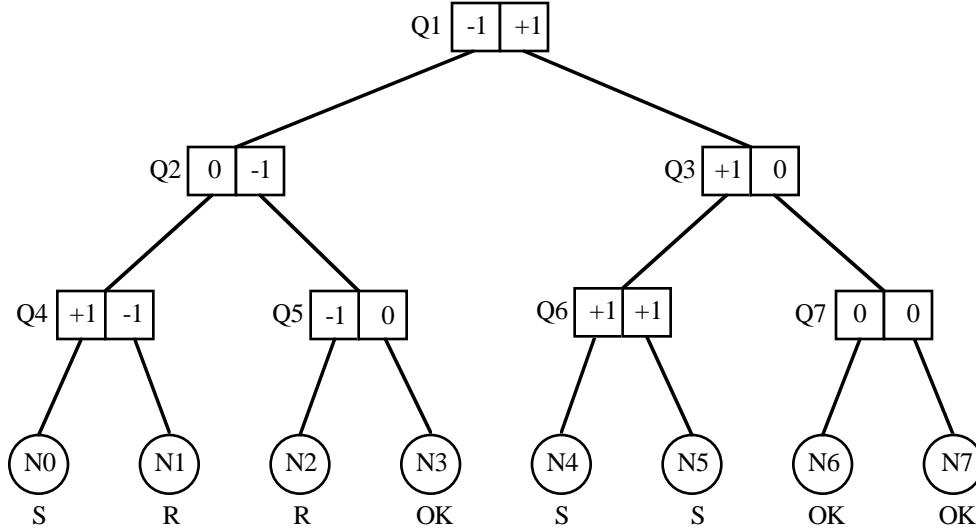 Q1 -1 +1
Q2 0 -1 Q3 +1 0
Q4 +1 -1 Q5 -1 0 Q6 +1 +1 Q7 0 0
N0 N1 N2 N3 N4 N5 N6 N7
S R R OK S S OK OK